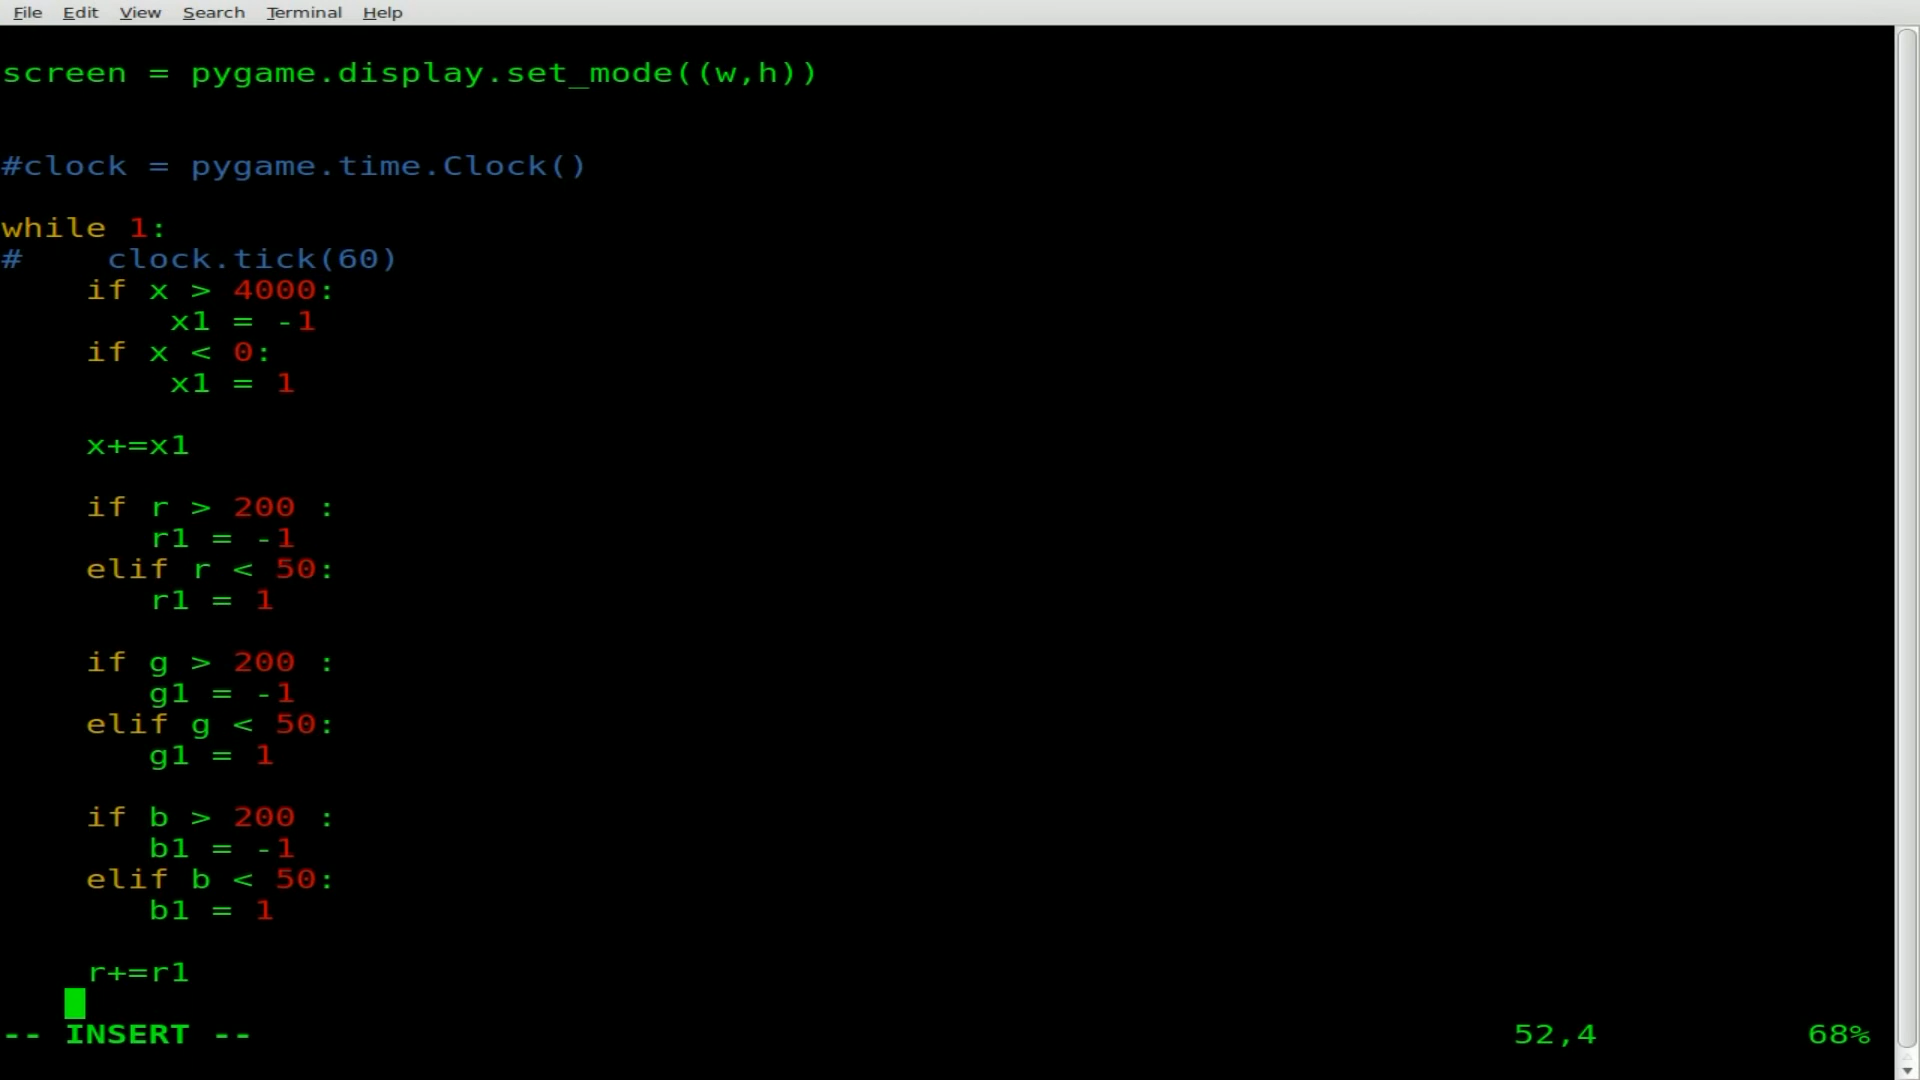 File Edit View Search Terminal Help
screen = pygame.display.set_mode((w,h))
#clock = pygame.time.Clock()
while 1:
#    clock.tick(60)
    if x > 4000:
        x1 = -1
    if x < 0:
        x1 = 1
    x+=x1
    if r > 200 :
       r1 = -1
    elif r < 50:
       r1 = 1
    if g > 200 :
       g1 = -1
    elif g < 50:
       g1 = 1
    if b > 200 :
       b1 = -1
    elif b < 50:
       b1 = 1
    r+=r1
-- INSERT -- 52,4 68%